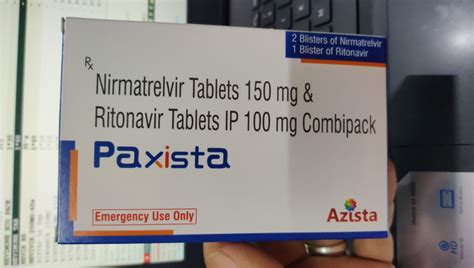 2 Blisters of Nirmatrelvir
1 Blister of Ritonavir
Rx
Nirmatrelvir Tablets 150 mg &
Ritonavir Tablets IP 100 mg Combipack
Paxista
Emergency Use Only
Azista